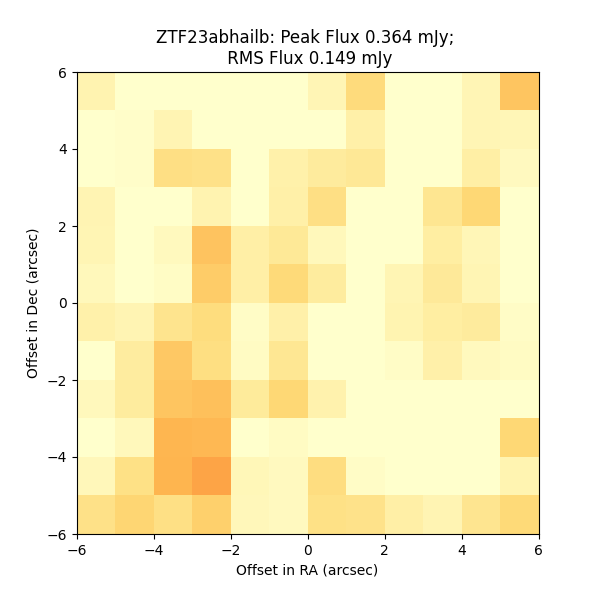 ZTF23abhailb: Peak Flux 0.364 mJy;
RMS Flux 0.149 mJy
6
4
2
0
−2
−4
−6
Offset in Dec (arcsec)
−6 −4 −2 0 2 4 6
Offset in RA (arcsec)